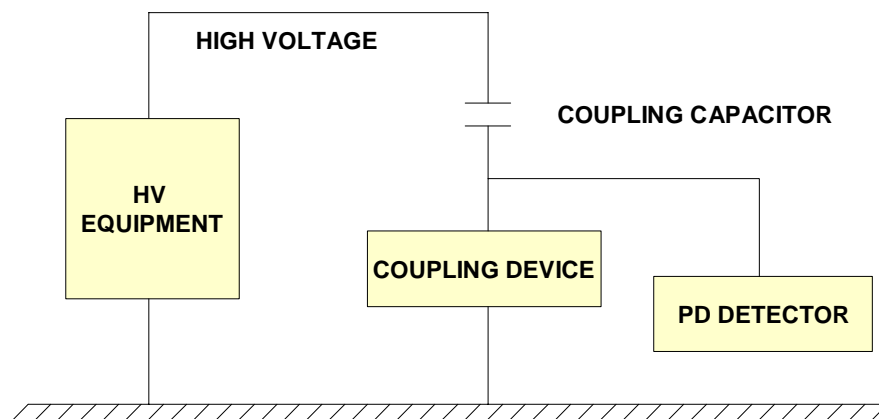 HIGH VOLTAGE
COUPLING CAPACITOR
HV
EQUIPMENT
COUPLING DEVICE
PD DETECTOR